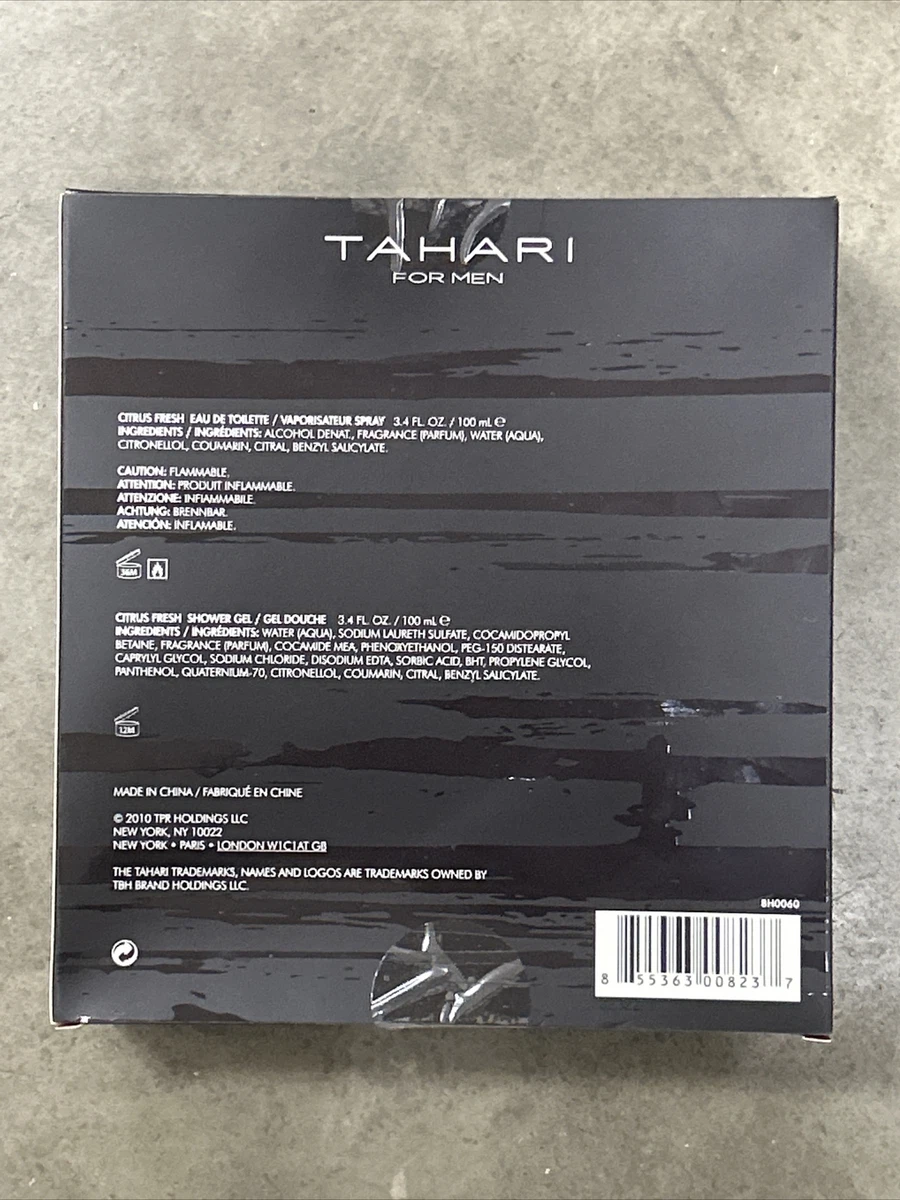 TAHARI
FOR MEN
CITRUS FRESH EAU DE TOILETTE / VAPORISATEUR SPRAY 3.4 FL. OZ. / 100 mL ℮
INGREDIENTS / INGRÉDIENTS: ALCOHOL DENAT., FRAGRANCE (PARFUM), WATER (AQUA),
CITRONELLOL, COUMARIN, CITRAL, BENZYL SALICYLATE.
CAUTION: FLAMMABLE.
ATTENTION: PRODUIT INFLAMMABLE.
ATTENZIONE: INFIAMMABILE.
ACHTUNG: BRENNBAR.
ATENCIÓN: INFLAMABLE.
36M
CITRUS FRESH SHOWER GEL / GEL DOUCHE 3.4 FL. OZ. / 100 mL ℮
INGREDIENTS / INGRÉDIENTS: WATER (AQUA), SODIUM LAURETH SULFATE, COCAMIDOPROPYL
BETAINE, FRAGRANCE (PARFUM), COCAMIDE MEA, PHENOXYETHANOL, PEG-150 DISTEARATE,
CAPRYLYL GLYCOL, SODIUM CHLORIDE, DISODIUM EDTA, SORBIC ACID, BHT, PROPYLENE GLYCOL,
PANTHENOL, QUATERNIUM-70, CITRONELLOL, COUMARIN, CITRAL, BENZYL SALICYLATE.
12M
MADE IN CHINA / FABRIQUÉ EN CHINE
© 2010 TPR HOLDINGS LLC
NEW YORK, NY 10022
NEW YORK • PARIS • LONDON W1C1AT GB
THE TAHARI TRADEMARKS, NAMES AND LOGOS ARE TRADEMARKS OWNED BY
TBH BRAND HOLDINGS LLC.
BH0060
8 55363 00823 7